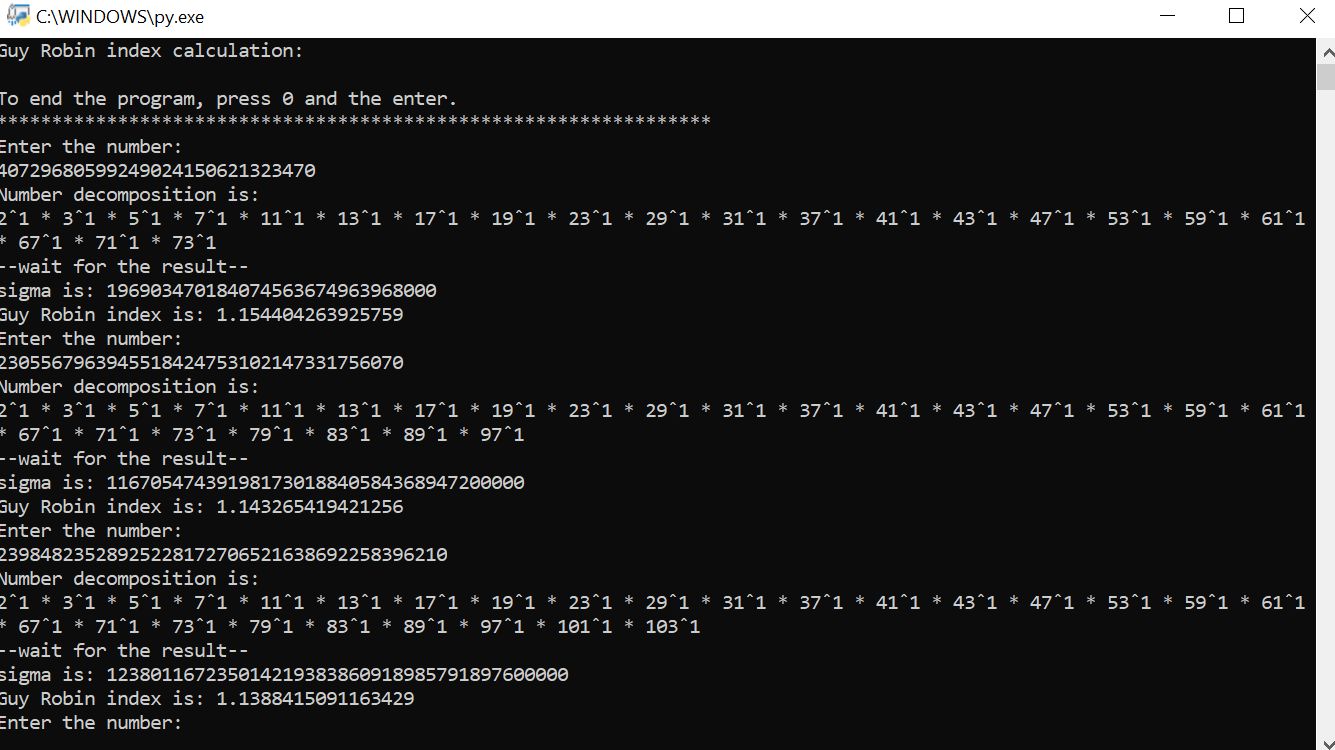 C:\WINDOWS\py.exe
Guy Robin index calculation:
To end the program, press 0 and the enter.
*****************************************************************
Enter the number:
40729680599249024150621323470
Number decomposition is:
2^1 * 3^1 * 5^1 * 7^1 * 11^1 * 13^1 * 17^1 * 19^1 * 23^1 * 29^1 * 31^1 * 37^1 * 41^1 * 43^1 * 47^1 * 53^1 * 59^1 * 61^1
* 67^1 * 71^1 * 73^1
--wait for the result--
sigma is: 196903470184074563674963968000
Guy Robin index is: 1.154404263925759
Enter the number:
2305567963945518424753102147331756070
Number decomposition is:
2^1 * 3^1 * 5^1 * 7^1 * 11^1 * 13^1 * 17^1 * 19^1 * 23^1 * 29^1 * 31^1 * 37^1 * 41^1 * 43^1 * 47^1 * 53^1 * 59^1 * 61^1
* 67^1 * 71^1 * 73^1 * 79^1 * 83^1 * 89^1 * 97^1
--wait for the result--
sigma is: 11670547439198173018840584368947200000
Guy Robin index is: 1.143265419421256
Enter the number:
23984823528925228172706521638692258396210
Number decomposition is:
2^1 * 3^1 * 5^1 * 7^1 * 11^1 * 13^1 * 17^1 * 19^1 * 23^1 * 29^1 * 31^1 * 37^1 * 41^1 * 43^1 * 47^1 * 53^1 * 59^1 * 61^1
* 67^1 * 71^1 * 73^1 * 79^1 * 83^1 * 89^1 * 97^1 * 101^1 * 103^1
--wait for the result--
sigma is: 123801167235014219383860918985791897600000
Guy Robin index is: 1.1388415091163429
Enter the number: